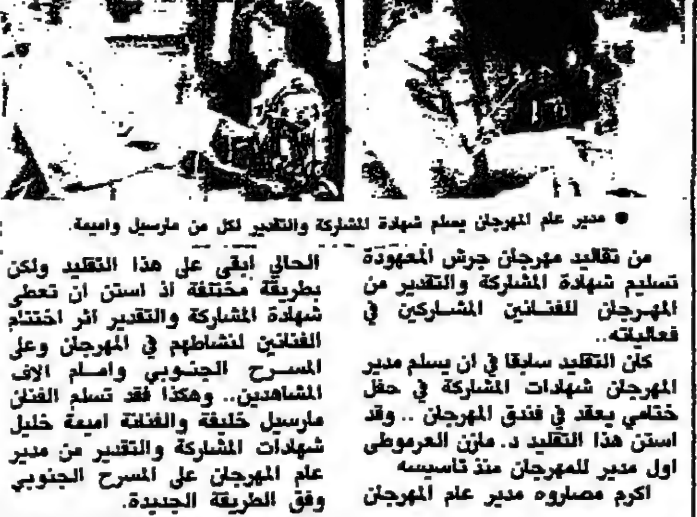 ● مدير عام المهرجان يسلم شهادة المشاركة والتقدير لكل من مارسيل واميمة.
من تقاليد مهرجان جرش المعهودة
تسليم شهادة المشاركة والتقدير من
المهرجان للفنانين المشاركين في
فعالياته..
كان التقليد سابقا في ان يسلم مدير
المهرجان شهادات المشاركة في حفل
ختامي يعقد في فندق المهرجان .. وقد
استن هذا التقليد د. مازن العرموطي
اول مدير للمهرجان منذ تاسيسه
اكرم مصاروه مدير عام المهرجان
الحالي ابقى على هذا التقليد ولكن
بطريقة مختلفة اذ استن ان تعطى
شهادة المشاركة والتقدير اثر اختتام
الفنانين لنشاطهم في المهرجان وعلى
المسرح الجنوبي وامام الاف
المشاهدين.. وهكذا فقد تسلم الفنان
مارسيل خليفة والفنانة اميمة خليل
شهادات المشاركة والتقدير من مدير
عام المهرجان على المسرح الجنوبي
وفق الطريقة الجديدة.